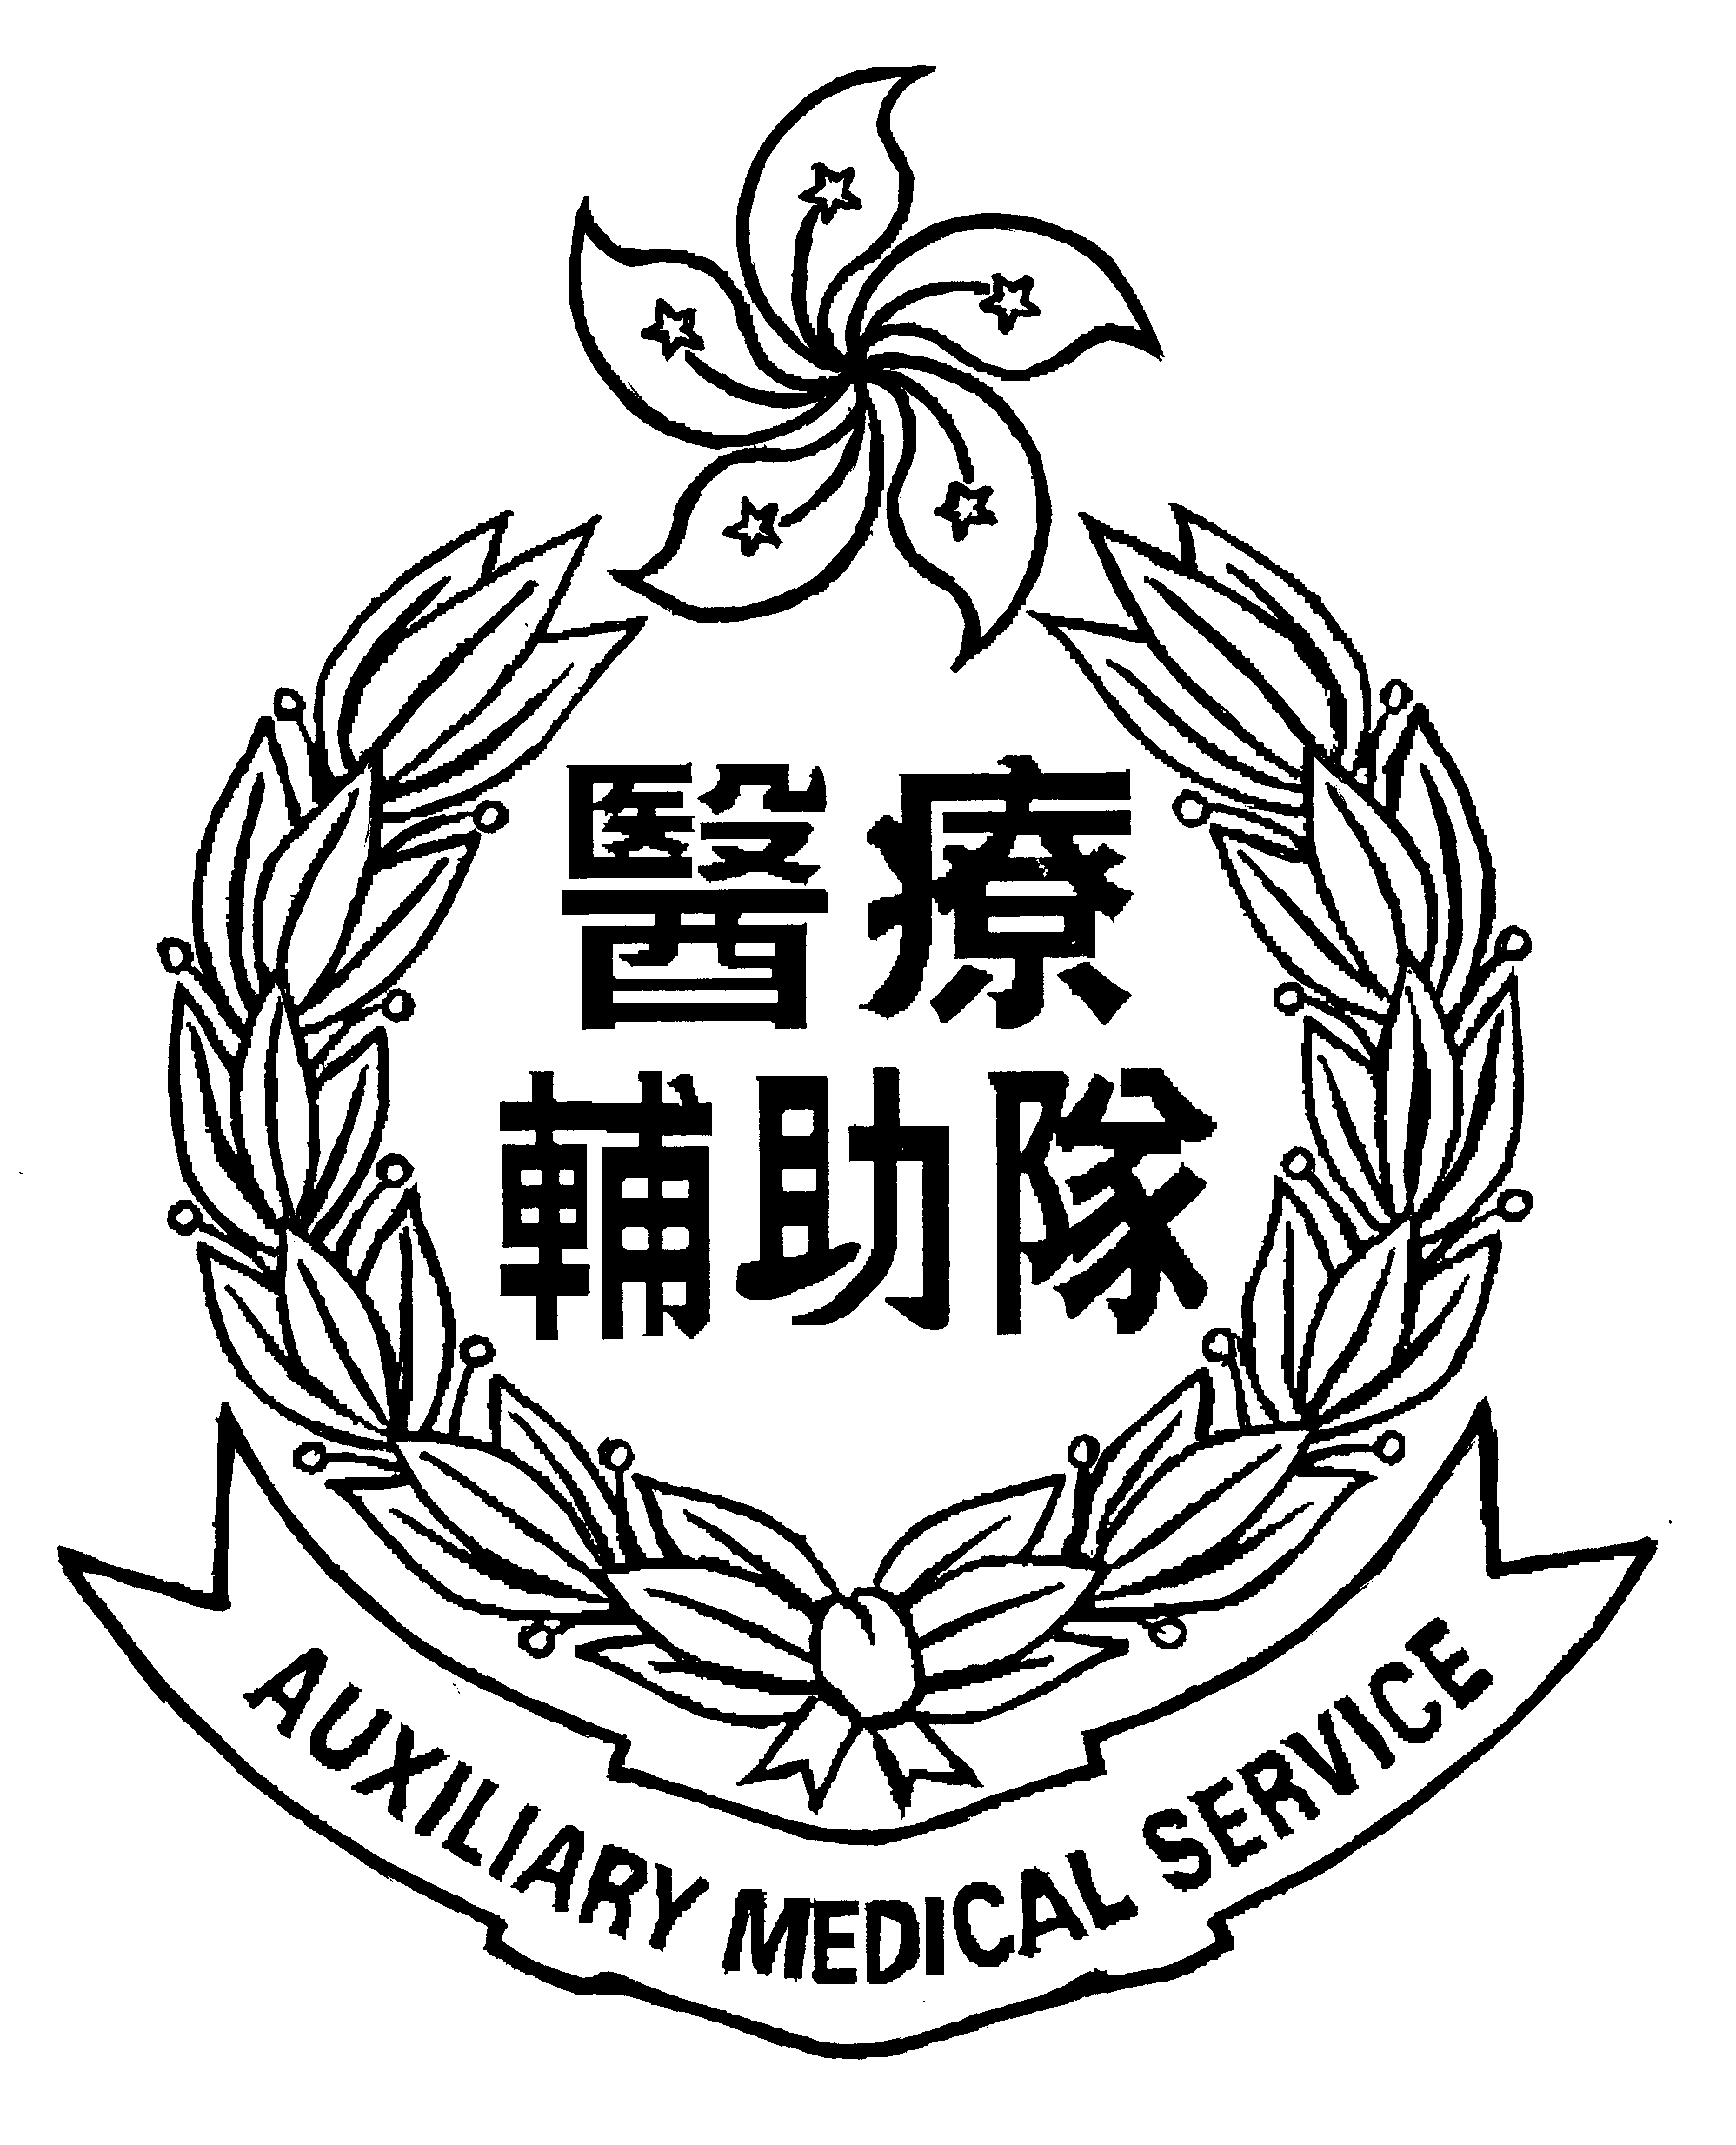 醫療
輔助隊
AUXILIARY MEDICAL SERVICE